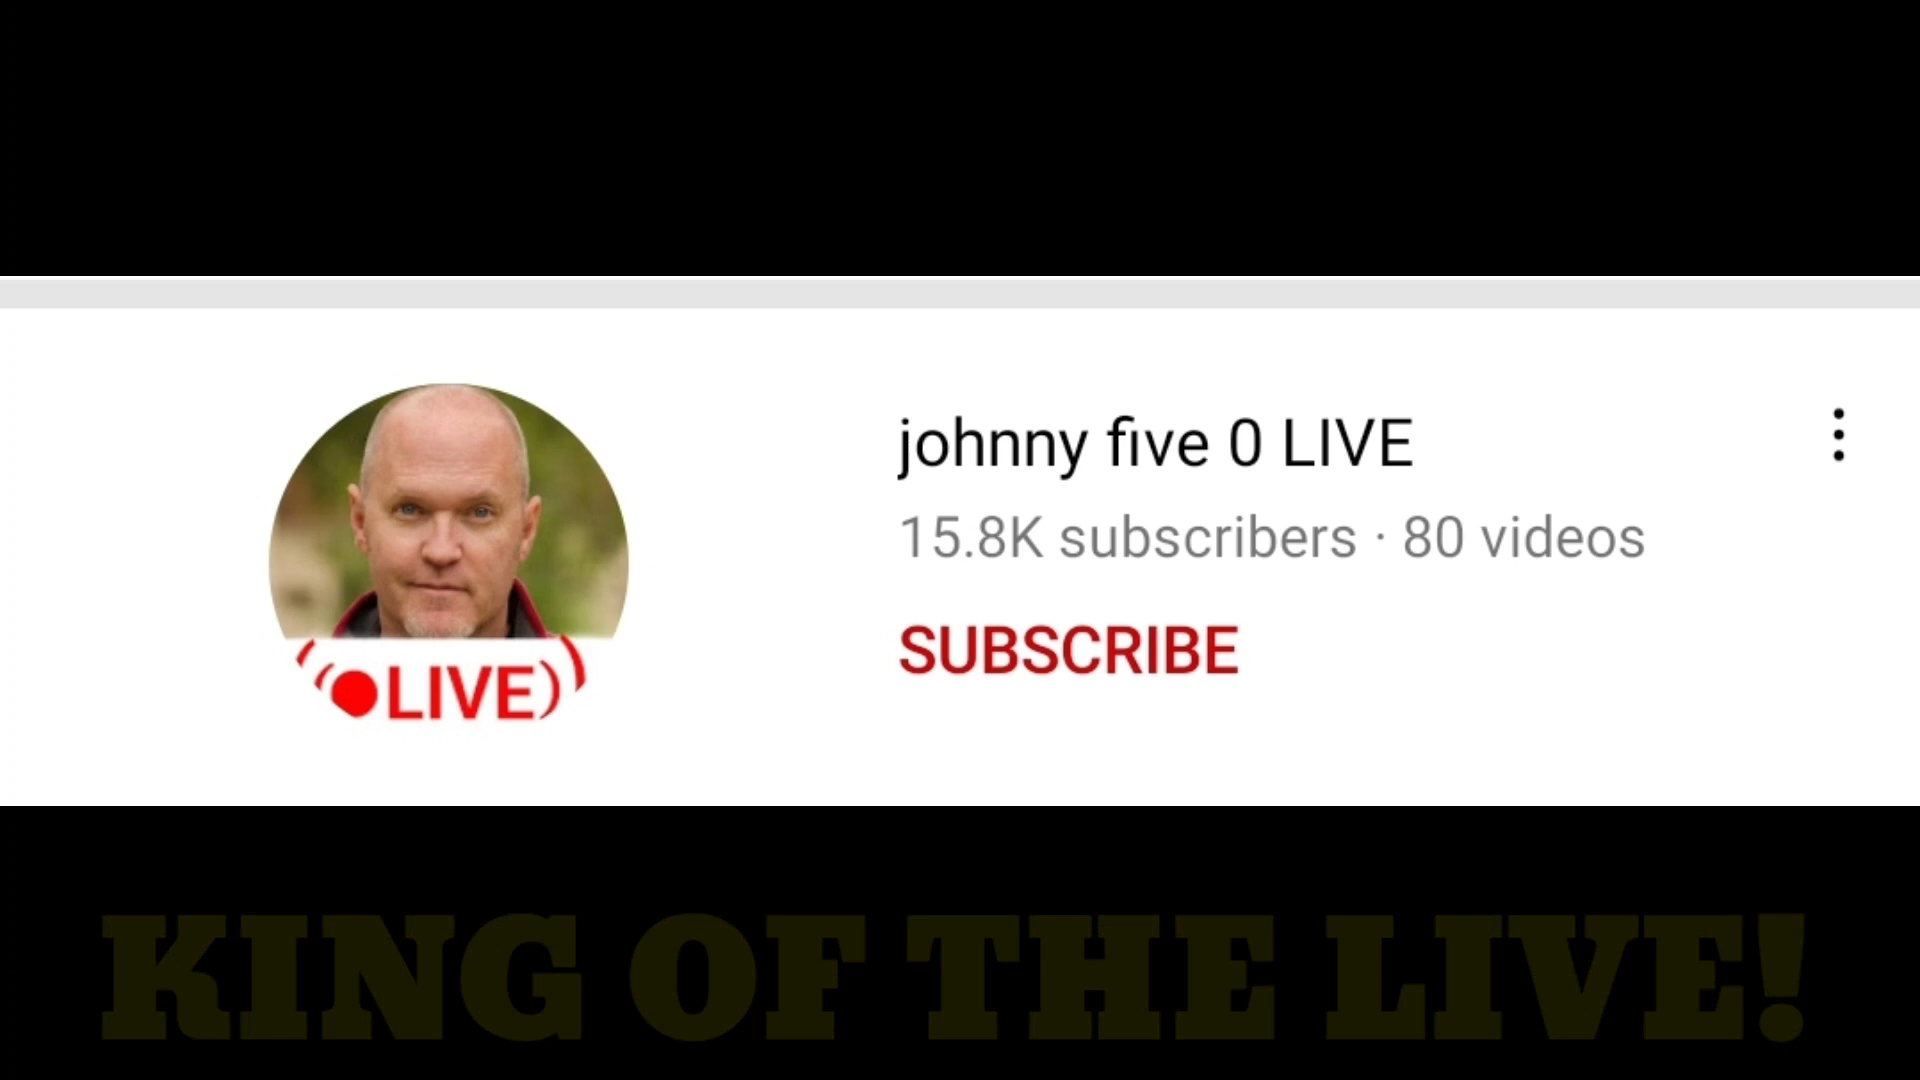 johnny five 0 LIVE
15.8K subscribers · 80 videos
SUBSCRIBE
LIVE
KING OF THE LIVE!